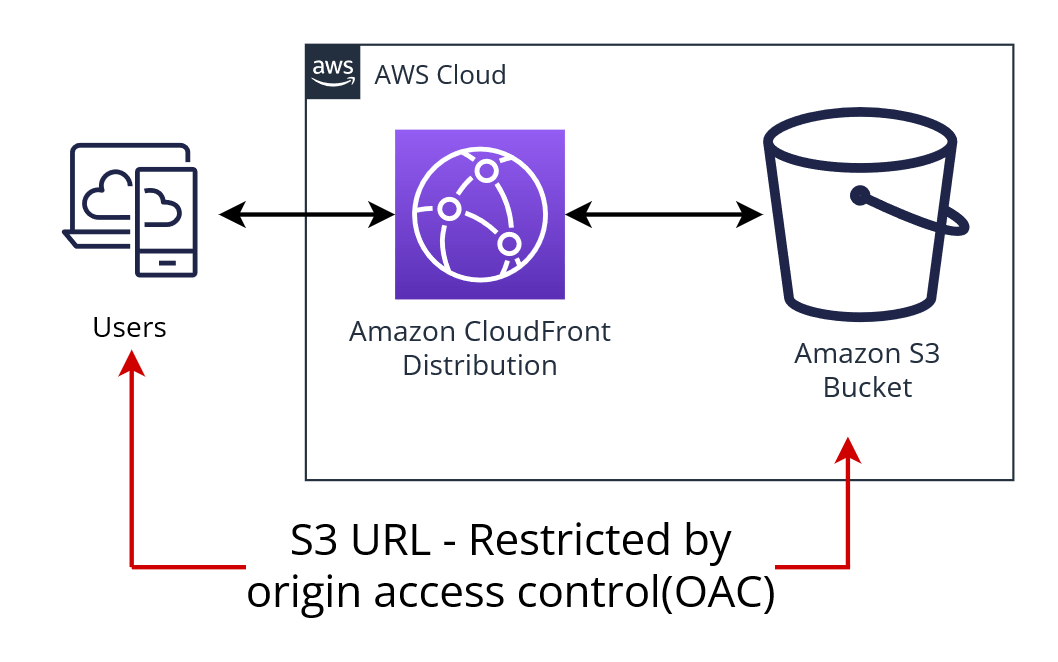 aws
AWS Cloud
Users
Amazon CloudFront
Distribution
Amazon S3
Bucket
S3 URL - Restricted by
origin access control(OAC)